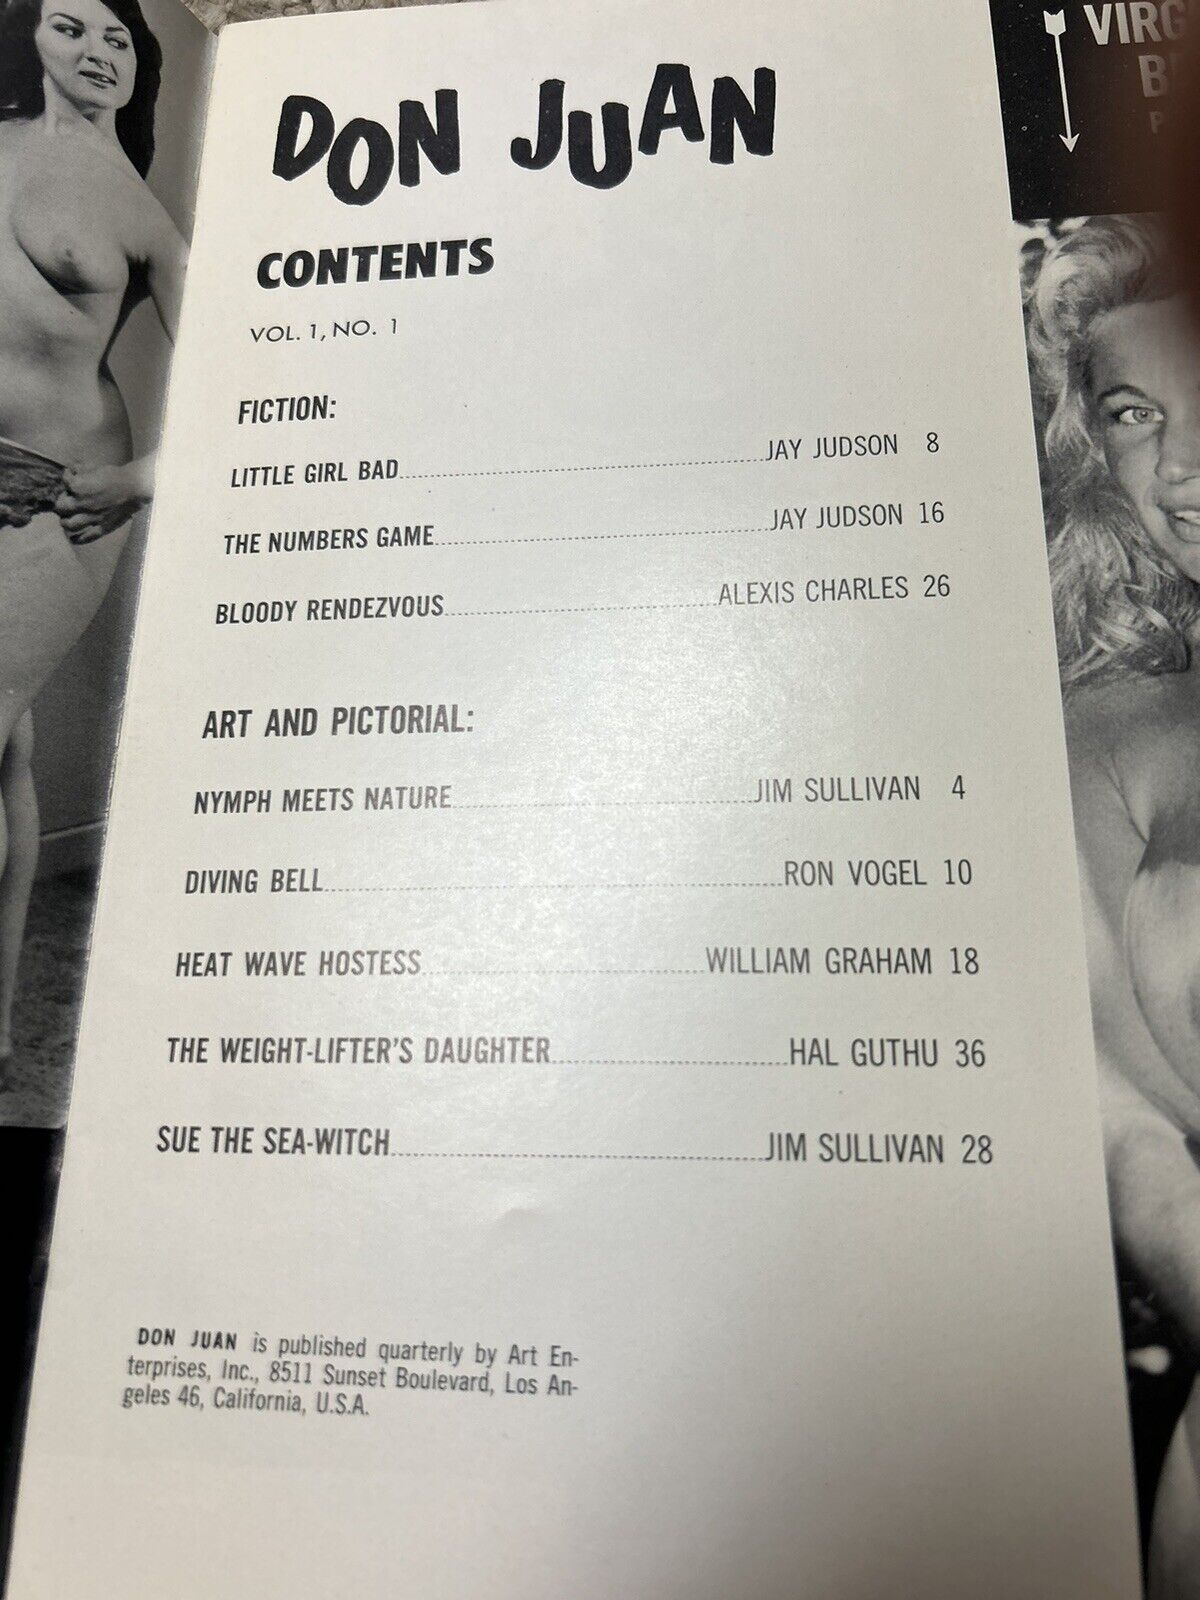 DON JUAN
CONTENTS
VOL. 1, NO. 1
FICTION:
LITTLE GIRL BAD JAY JUDSON 8
THE NUMBERS GAME JAY JUDSON 16
BLOODY RENDEZVOUS ALEXIS CHARLES 26
ART AND PICTORIAL:
NYMPH MEETS NATURE JIM SULLIVAN 4
DIVING BELL RON VOGEL 10
HEAT WAVE HOSTESS WILLIAM GRAHAM 18
THE WEIGHT-LIFTER'S DAUGHTER HAL GUTHU 36
SUE THE SEA-WITCH JIM SULLIVAN 28
DON JUAN is published quarterly by Art En-
terprises, Inc., 8511 Sunset Boulevard, Los An-
geles 46, California, U.S.A.
VIRG